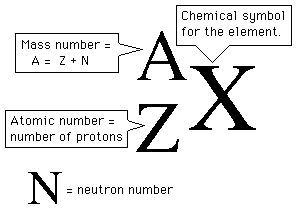 Chemical symbol
for the element.
Mass number =
A = Z + N
A
X
Atomic number =
number of protons
Z
N = neutron number